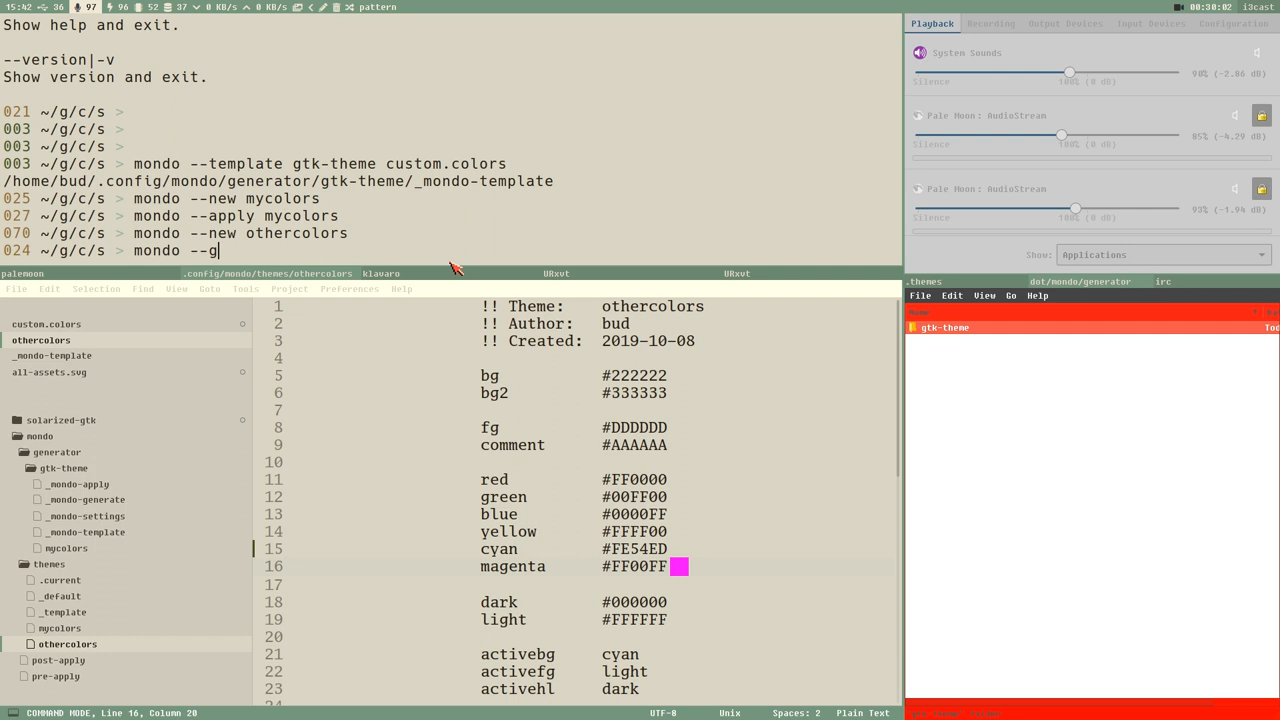 15:42 36 97 96 52 37 0 KB/s 0 KB/s pattern
00:30:02 i3cast
Show help and exit.
--version|-v
Show version and exit.
021 ~/g/c/s >
003 ~/g/c/s >
003 ~/g/c/s >
003 ~/g/c/s > mondo --template gtk-theme custom.colors
/home/bud/.config/mondo/generator/gtk-theme/_mondo-template
025 ~/g/c/s > mondo --new mycolors
027 ~/g/c/s > mondo --apply mycolors
070 ~/g/c/s > mondo --new othercolors
024 ~/g/c/s > mondo --g
Playback Recording Output Devices Input Devices Configuration
System Sounds
90% (-2.86 dB)
Silence 100% (0 dB)
Pale Moon: AudioStream
85% (-4.29 dB)
Silence 100% (0 dB)
Pale Moon: AudioStream
93% (-1.94 dB)
Silence 100% (0 dB)
Show: Applications
palemoon .config/mondo/themes/othercolors klavaro URxvt URxvt
File Edit Selection Find View Goto Tools Project Preferences Help
custom.colors
othercolors
_mondo-template
all-assets.svg
solarized-gtk
mondo
generator
gtk-theme
_mondo-apply
_mondo-generate
_mondo-settings
_mondo-template
mycolors
themes
.current
_default
_template
mycolors
othercolors
post-apply
pre-apply
1 !! Theme: othercolors
2 !! Author: bud
3 !! Created: 2019-10-08
4
5 bg #222222
6 bg2 #333333
7
8 fg #DDDDDD
9 comment #AAAAAA
10
11 red #FF0000
12 green #00FF00
13 blue #0000FF
14 yellow #FFFF00
15 cyan #FE54ED
16 magenta #FF00FF
17
18 dark #000000
19 light #FFFFFF
20
21 activebg cyan
22 activefg light
23 activehl dark
COMMAND MODE, Line 16, Column 20 UTF-8 Unix Spaces: 2 Plain Text
.themes dot/mondo/generator irc
File Edit View Go Help
Name
gtk-theme Tod